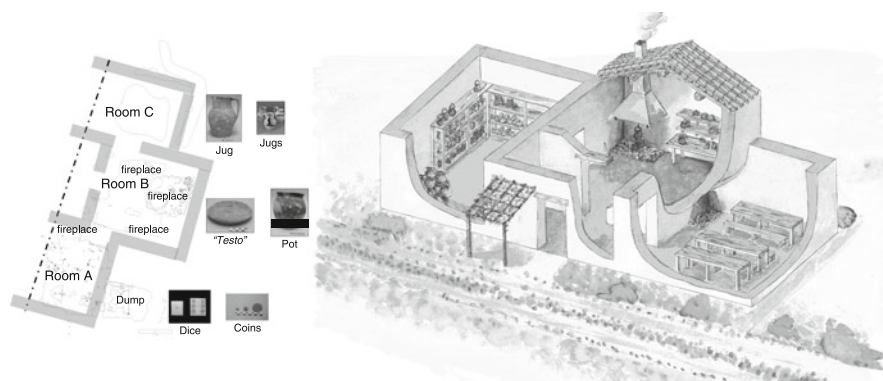 Room C
Jug
Jugs
fireplace
Room B
fireplace
fireplace
fireplace
"Testo"
Pot
Room A
Dump
Dice
Coins